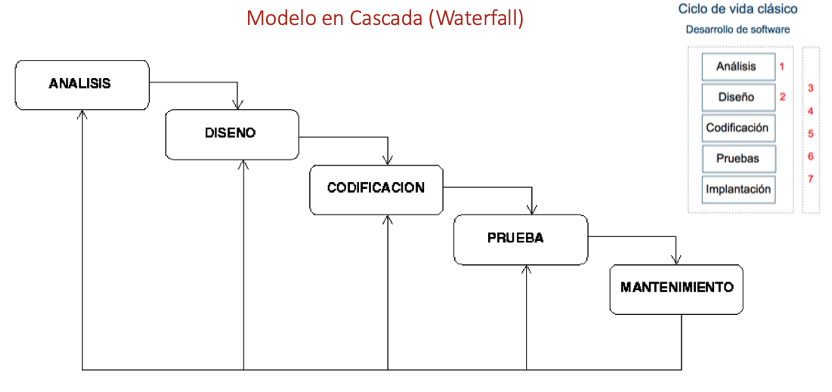 Modelo en Cascada (Waterfall)
Ciclo de vida clásico
Desarrollo de software
ANALISIS
DISENO
CODIFICACION
PRUEBA
MANTENIMIENTO
Análisis 1
Diseño 2
Codificación
Pruebas
Implantación
3
4
5
6
7